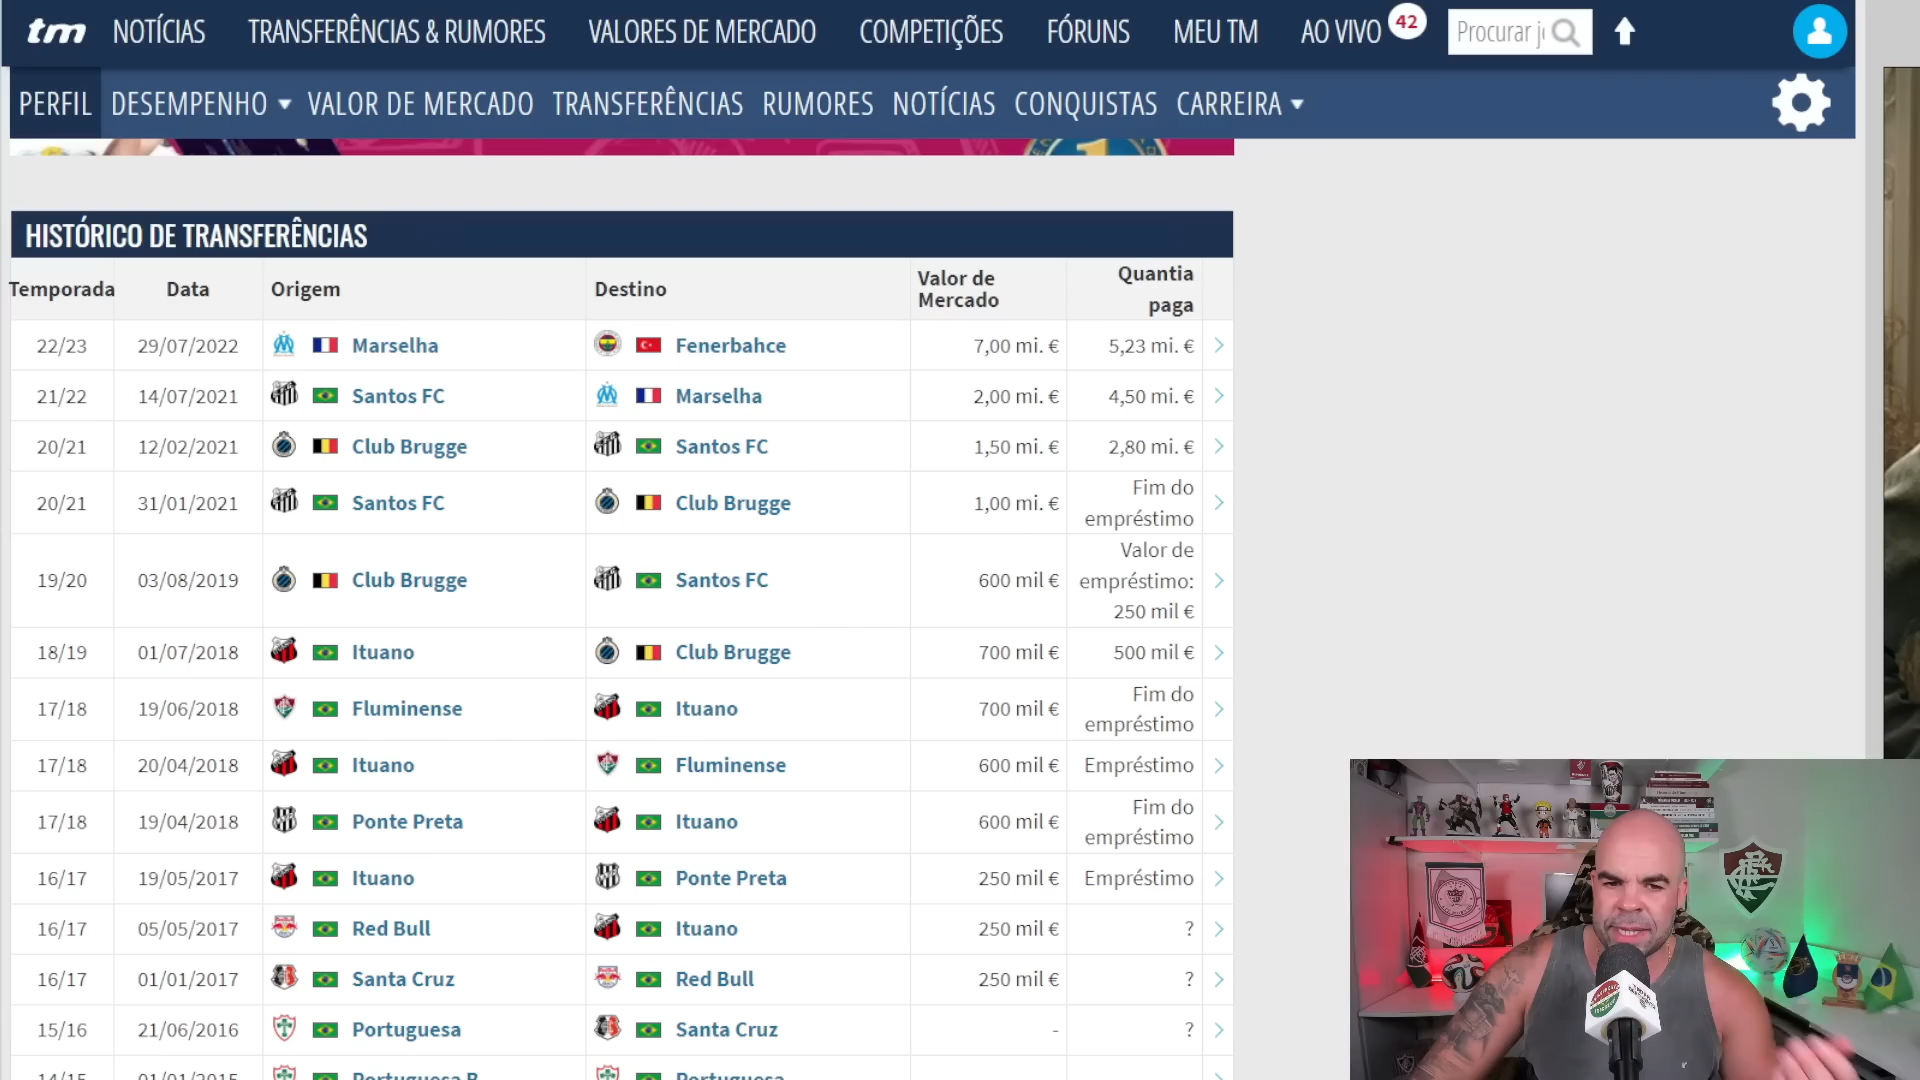 tm NOTÍCIAS TRANSFERÊNCIAS & RUMORES VALORES DE MERCADO COMPETIÇÕES FÓRUNS MEU TM AO VIVO 42 Procurar j
PERFIL DESEMPENHO VALOR DE MERCADO TRANSFERÊNCIAS RUMORES NOTÍCIAS CONQUISTAS CARREIRA
HISTÓRICO DE TRANSFERÊNCIAS
Temporada Data Origem Destino Valor de Mercado Quantia paga
22/23 29/07/2022 Marselha Fenerbahce 7,00 mi. € 5,23 mi. €
21/22 14/07/2021 Santos FC Marselha 2,00 mi. € 4,50 mi. €
20/21 12/02/2021 Club Brugge Santos FC 1,50 mi. € 2,80 mi. €
20/21 31/01/2021 Santos FC Club Brugge 1,00 mi. € Fim do empréstimo
19/20 03/08/2019 Club Brugge Santos FC 600 mil € Valor de empréstimo: 250 mil €
18/19 01/07/2018 Ituano Club Brugge 700 mil € 500 mil €
17/18 19/06/2018 Fluminense Ituano 700 mil € Fim do empréstimo
17/18 20/04/2018 Ituano Fluminense 600 mil € Empréstimo
17/18 19/04/2018 Ponte Preta Ituano 600 mil € Fim do empréstimo
16/17 19/05/2017 Ituano Ponte Preta 250 mil € Empréstimo
16/17 05/05/2017 Red Bull Ituano 250 mil € ?
16/17 01/01/2017 Santa Cruz Red Bull 250 mil € ?
15/16 21/06/2016 Portuguesa Santa Cruz - ?
14/15 01/01/2015 Portuguesa B Portuguesa